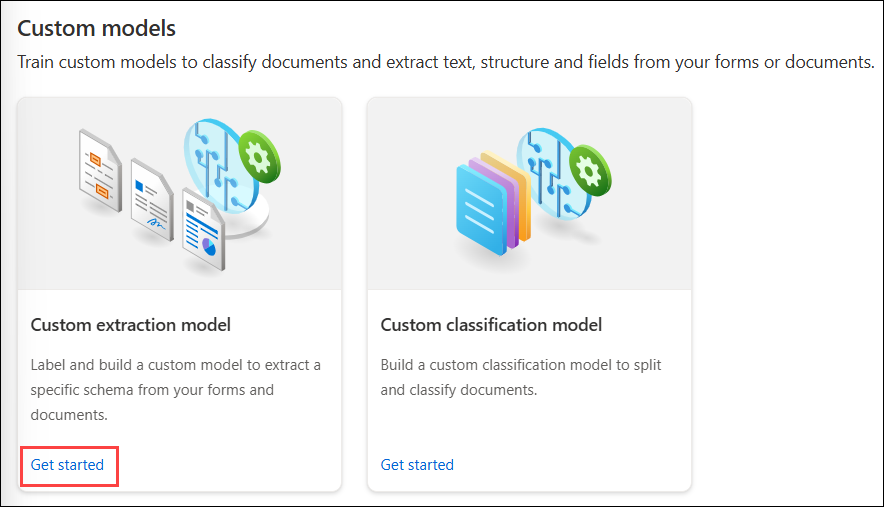 Custom models
Train custom models to classify documents and extract text, structure and fields from your forms or documents.
Custom extraction model
Label and build a custom model to extract a
specific schema from your forms and
documents.
Get started
Custom classification model
Build a custom classification model to split
and classify documents.
Get started